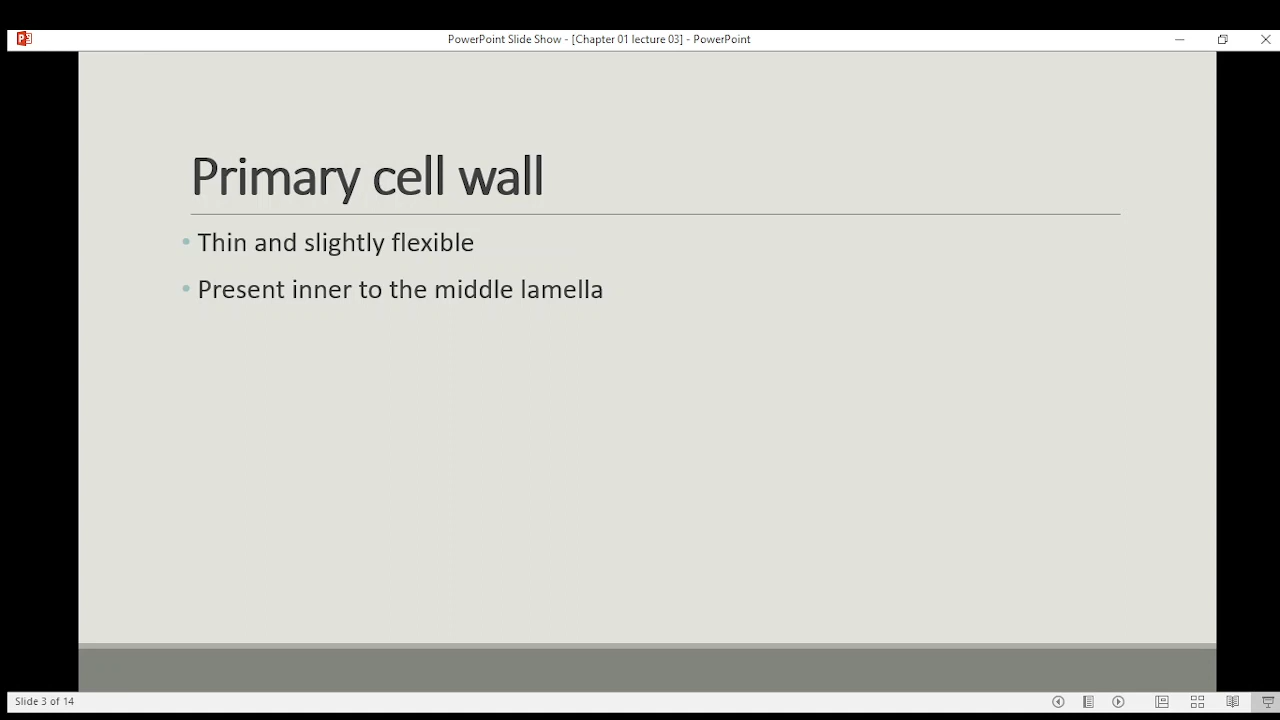 PowerPoint Slide Show - [Chapter 01 lecture 03] - PowerPoint
Primary cell wall
• Thin and slightly flexible
• Present inner to the middle lamella
Slide 3 of 14